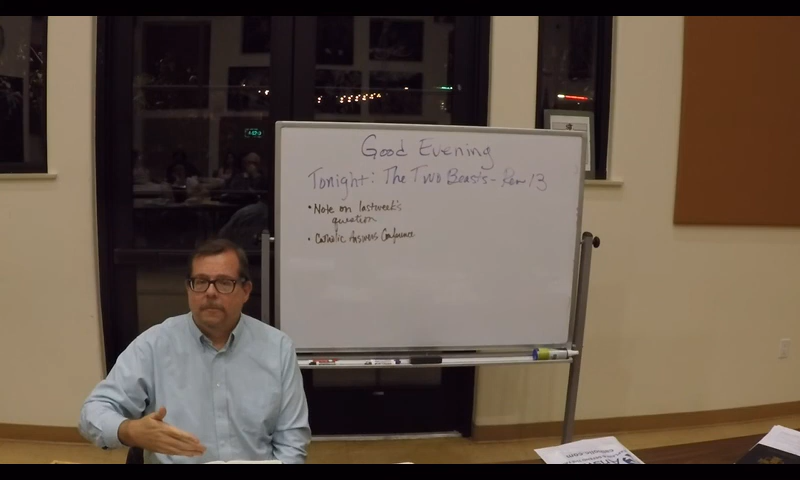 Good Evening
Tonight: The Two Beasts - Rev 13
• Note on last week's
question
• Catholic Answers Conference